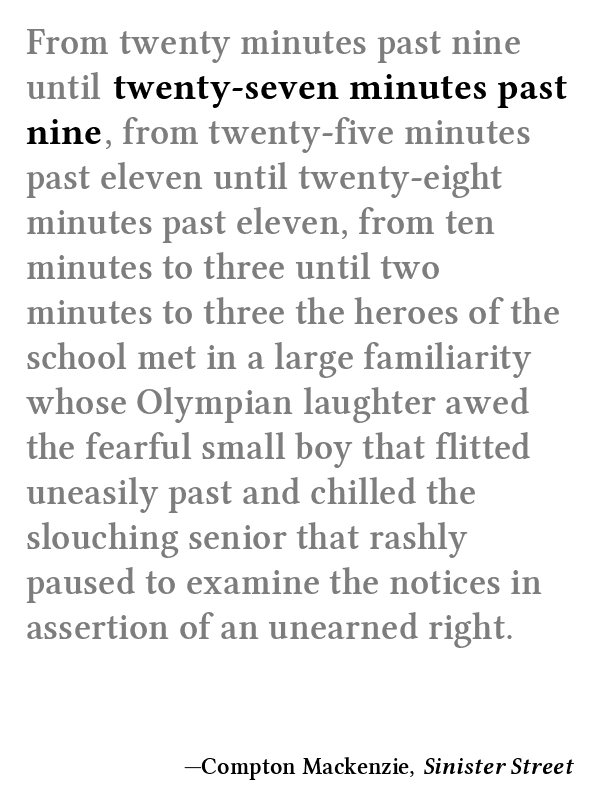 From twenty minutes past nine
until twenty-seven minutes past
nine, from twenty-five minutes
past eleven until twenty-eight
minutes past eleven, from ten
minutes to three until two
minutes to three the heroes of the
school met in a large familiarity
whose Olympian laughter awed
the fearful small boy that flitted
uneasily past and chilled the
slouching senior that rashly
paused to examine the notices in
assertion of an unearned right.
—Compton Mackenzie, Sinister Street